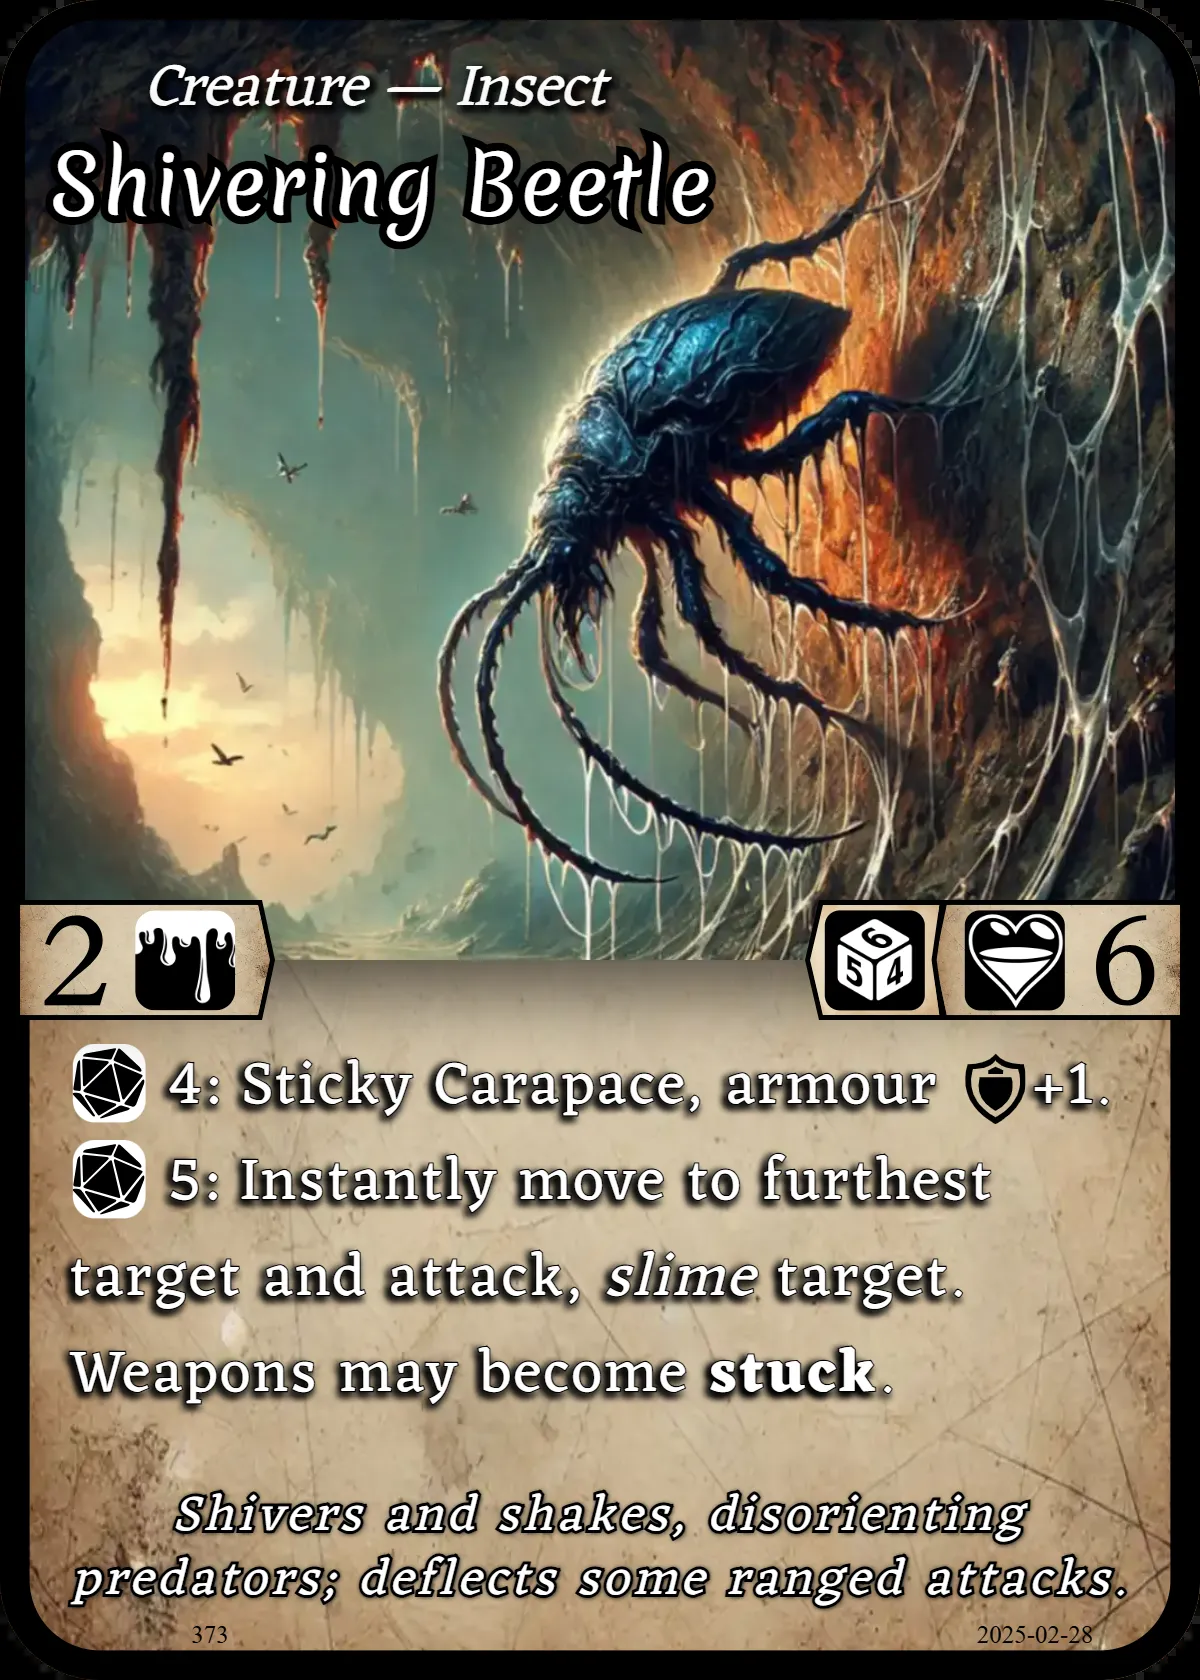 Creature — Insect
Shivering Beetle
2
6
5 4
6
4: Sticky Carapace, armour +1.
5: Instantly move to furthest
target and attack, slime target.
Weapons may become stuck.
Shivers and shakes, disorienting
predators; deflects some ranged attacks.
373
2025-02-28